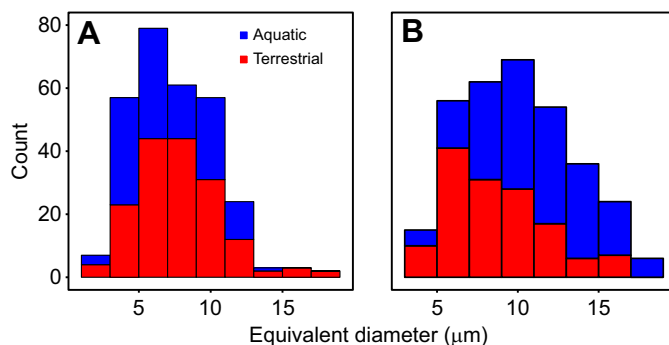 A
B
Aquatic
Terrestrial
80
60
40
20
0
Count
5
10
15
5
10
15
Equivalent diameter (μm)